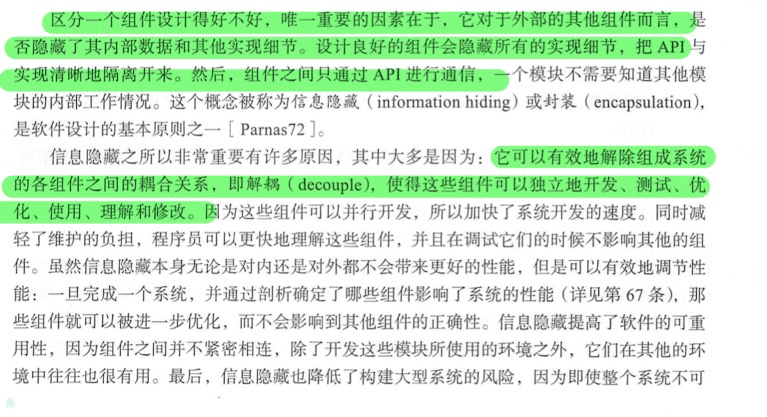 区分一个组件设计得好不好，唯一重要的因素在于，它对于外部的其他组件而言，是
否隐藏了其内部数据和其他实现细节。设计良好的组件会隐藏所有的实现细节，把 API 与
实现清晰地隔离开来。然后，组件之间只通过 API 进行通信，一个模块不需要知道其他模
块的内部工作情况。这个概念被称为信息隐藏（information hiding）或封装（encapsulation），
是软件设计的基本原则之一［Parnas72］。
信息隐藏之所以非常重要有许多原因，其中大多是因为：它可以有效地解除组成系统
的各组件之间的耦合关系，即解耦（decouple），使得这些组件可以独立地开发、测试、优
化、使用、理解和修改。因为这些组件可以并行开发，所以加快了系统开发的速度。同时减
轻了维护的负担，程序员可以更快地理解这些组件，并且在调试它们的时候不影响其他的组
件。虽然信息隐藏本身无论是对内还是对外都不会带来更好的性能，但是可以有效地调节性
能：一旦完成一个系统，并通过剖析确定了哪些组件影响了系统的性能（详见第 67 条），那
些组件就可以被进一步优化，而不会影响到其他组件的正确性。信息隐藏提高了软件的可重
用性，因为组件之间并不紧密相连，除了开发这些模块所使用的环境之外，它们在其他的环
境中往往也很有用。最后，信息隐藏也降低了构建大型系统的风险，因为即使整个系统不可